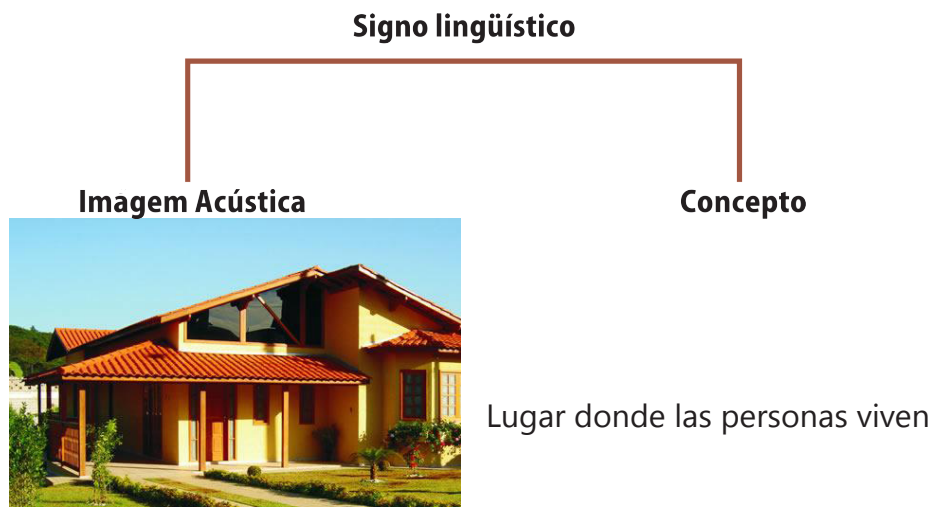 Signo lingüístico
Imagem Acústica
Concepto
Lugar donde las personas viven